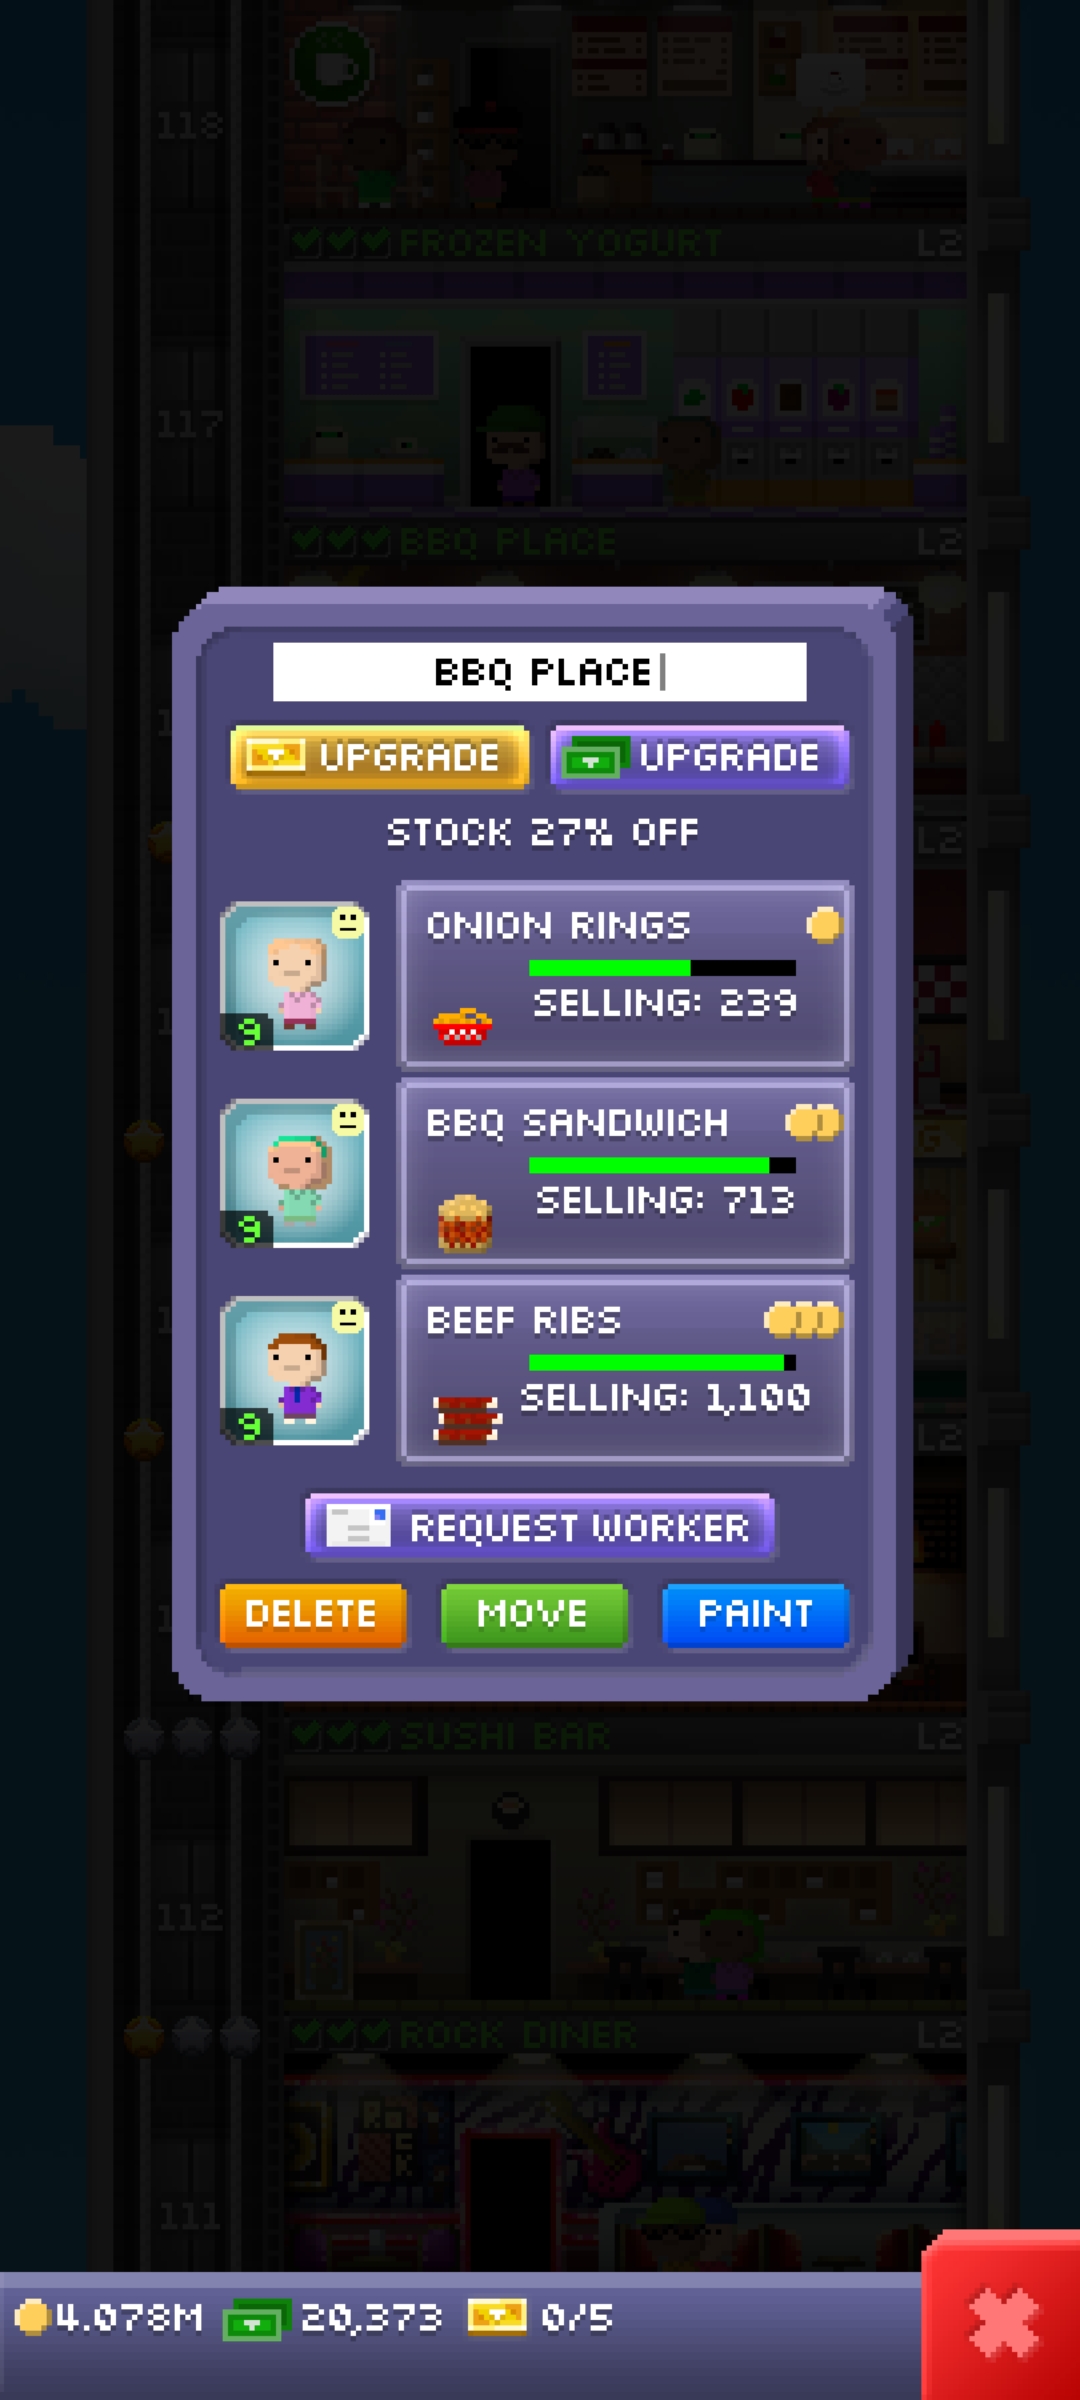 118
FROZEN YOGURT L2
117
BBQ PLACE L2
BBQ PLACE
UPGRADE UPGRADE
STOCK 27% OFF
L2
ONION RINGS
SELLING: 239
9
BBQ SANDWICH
SELLING: 713
9
BEEF RIBS
SELLING: 1,100
9
L2
REQUEST WORKER
DELETE MOVE PAINT
SUSHI BAR L2
112
ROCK DINER L2
111
4.078M 20,373 0/5